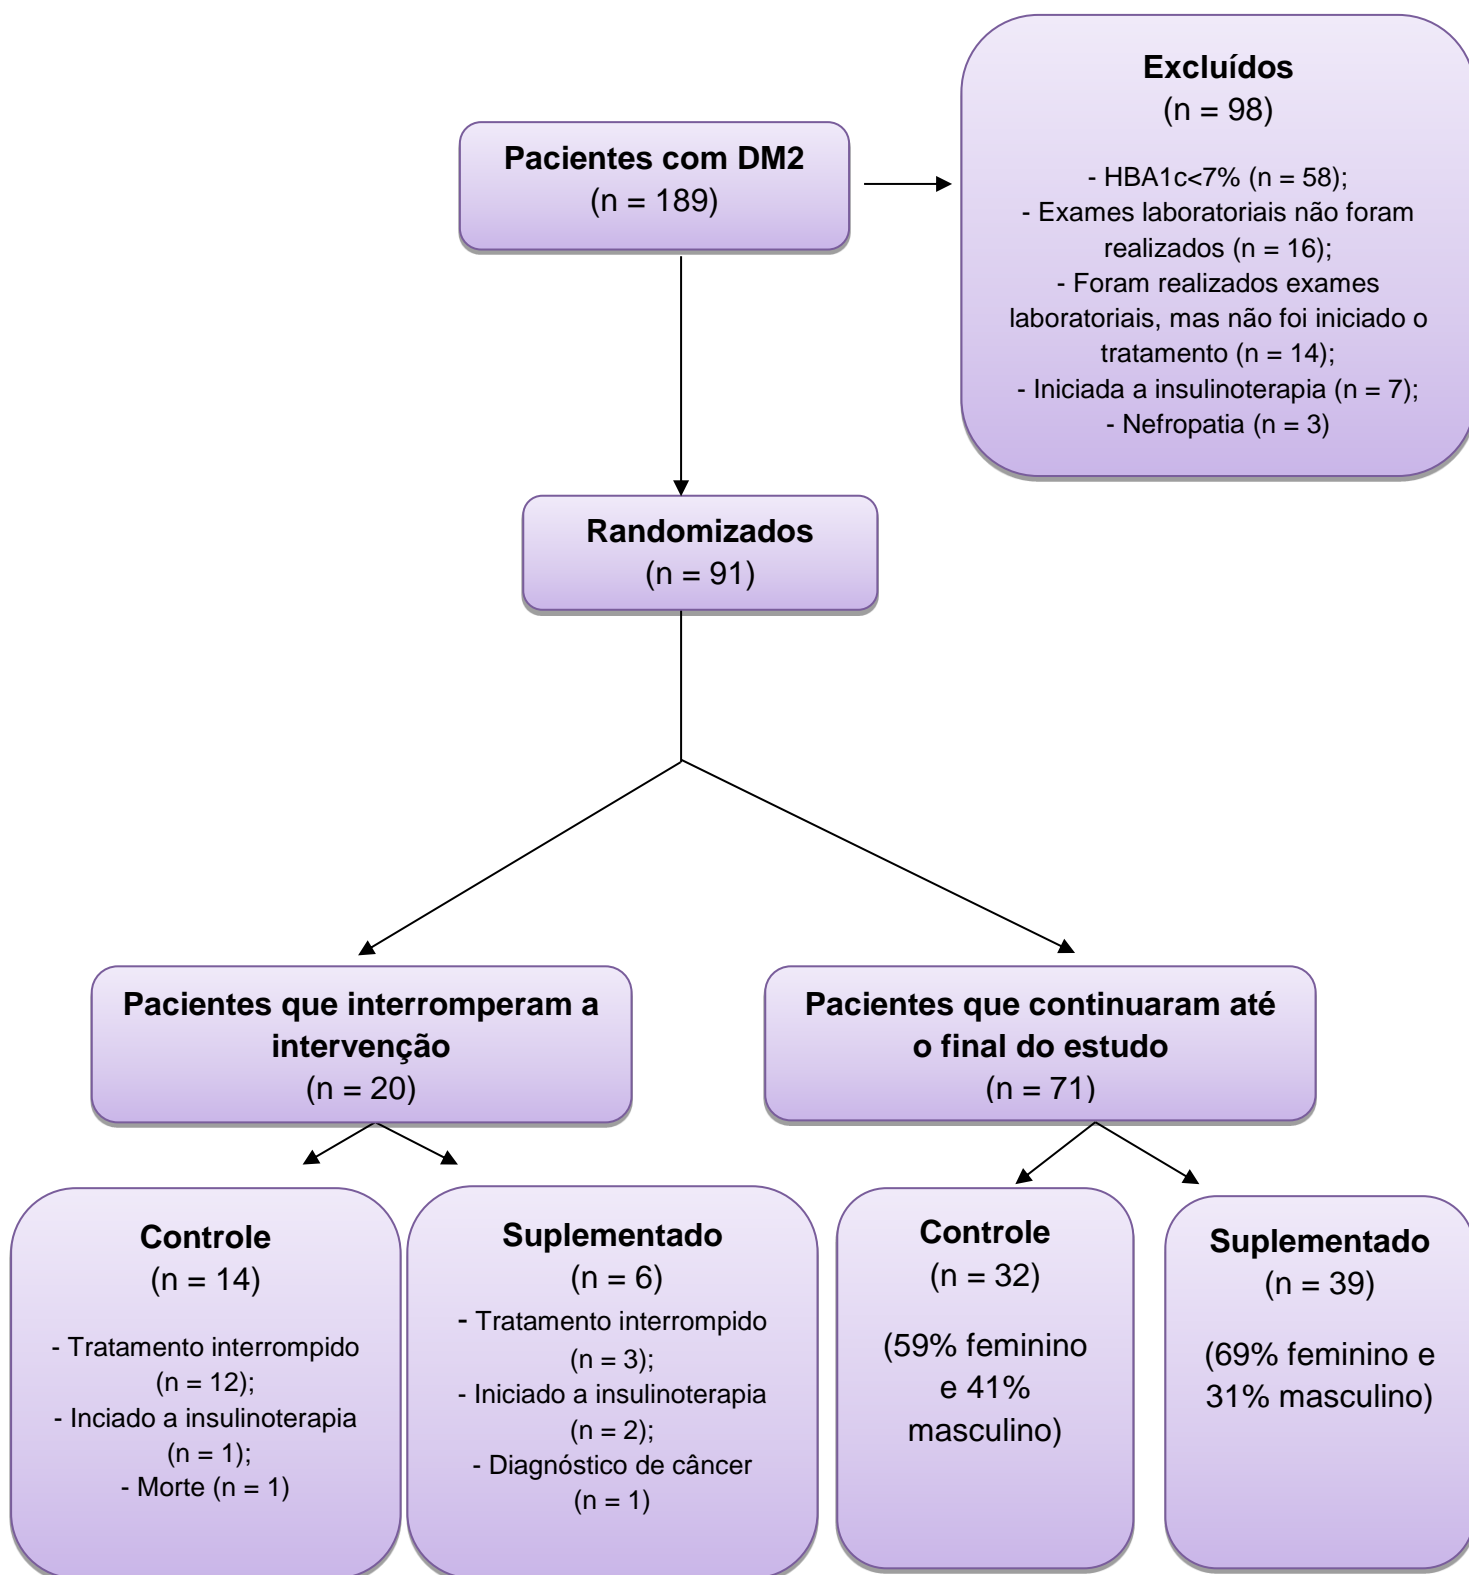 Excluídos
(n = 98)
- HBA1c<7% (n = 58);
- Exames laboratoriais não foram
realizados (n = 16);
- Foram realizados exames
laboratoriais, mas não foi iniciado o
tratamento (n = 14);
- Iniciada a insulinoterapia (n = 7);
- Nefropatia (n = 3)
Pacientes com DM2
(n = 189)
Randomizados
(n = 91)
Pacientes que interromperam a
intervenção
(n = 20)
Pacientes que continuaram até
o final do estudo
(n = 71)
Controle
(n = 14)
- Tratamento interrompido
(n = 12);
- Inciado a insulinoterapia
(n = 1);
- Morte (n = 1)
Suplementado
(n = 6)
- Tratamento interrompido
(n = 3);
- Iniciado a insulinoterapia
(n = 2);
- Diagnóstico de câncer
(n = 1)
Controle
(n = 32)
(59% feminino
e 41%
masculino)
Suplementado
(n = 39)
(69% feminino e
31% masculino)